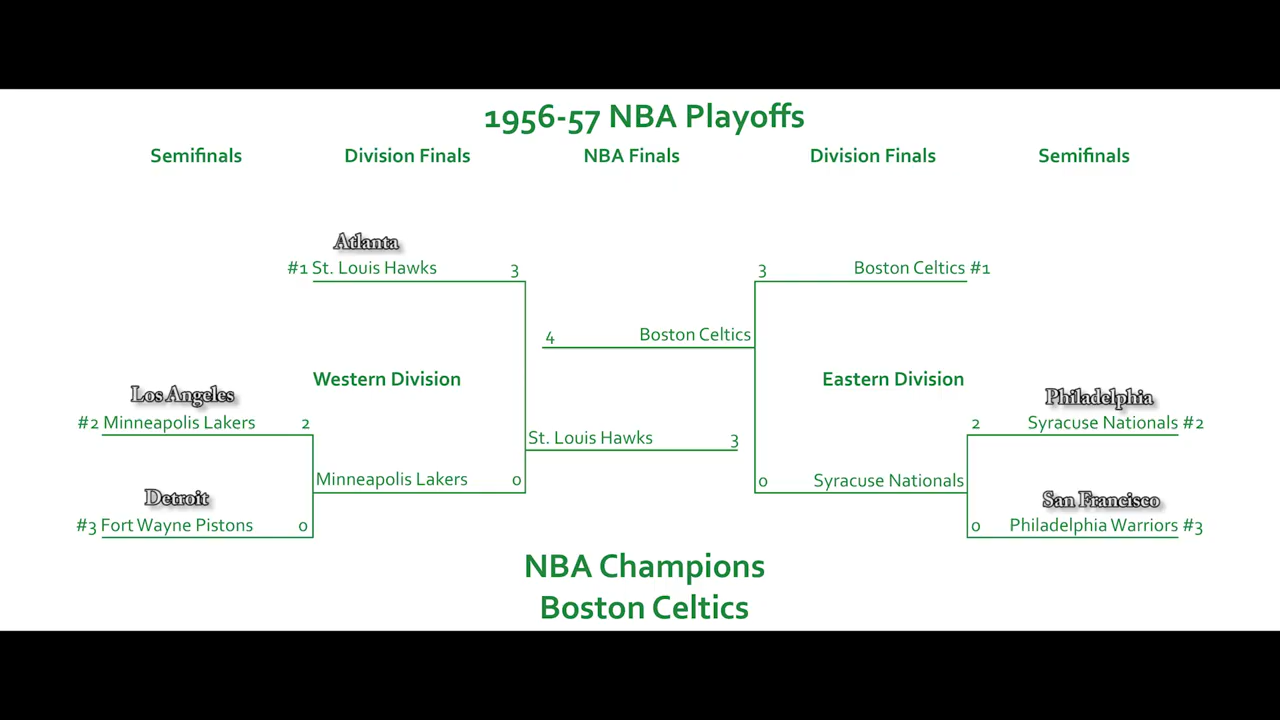 1956-57 NBA Playoffs
Semifinals Division Finals NBA Finals Division Finals Semifinals
Atlanta
#1 St. Louis Hawks 3
3 Boston Celtics #1
4 Boston Celtics
Western Division
Eastern Division
Los Angeles
#2 Minneapolis Lakers 2
Philadelphia
2 Syracuse Nationals #2
St. Louis Hawks 3
Minneapolis Lakers 0
0 Syracuse Nationals
Detroit
#3 Fort Wayne Pistons 0
San Francisco
0 Philadelphia Warriors #3
NBA Champions
Boston Celtics